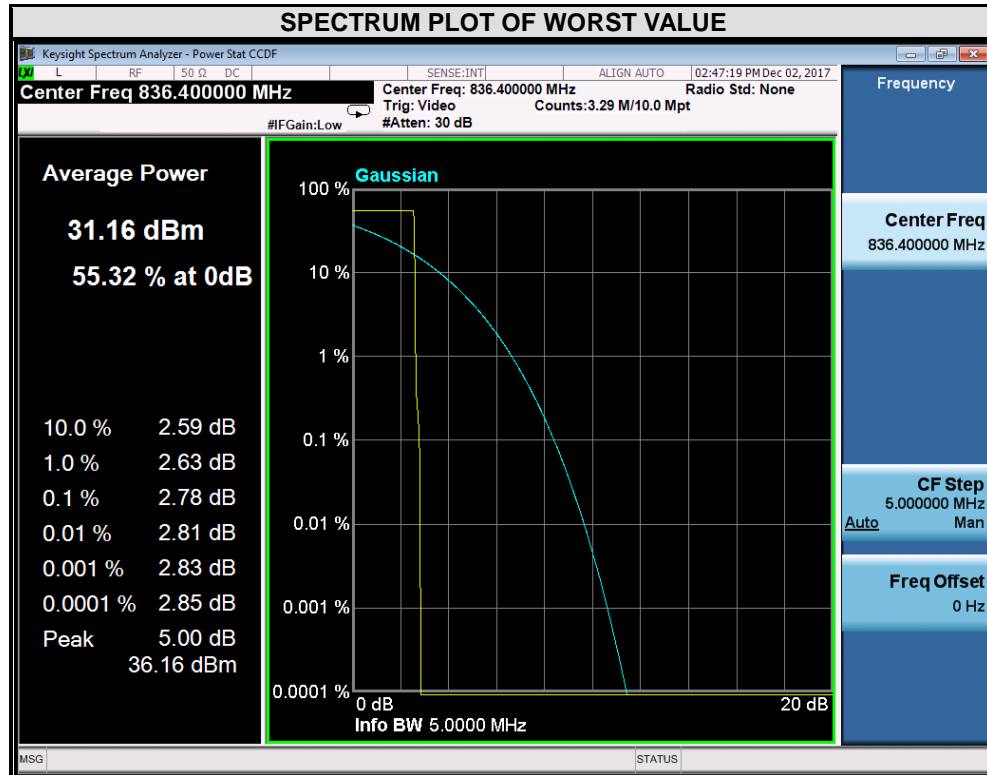 SPECTRUM PLOT OF WORST VALUE
Keysight Spectrum Analyzer - Power Stat CCDF
LXI L RF 50 Ω DC SENSE:INT ALIGN AUTO 02:47:19 PM Dec 02, 2017
Center Freq 836.400000 MHz
Center Freq: 836.400000 MHz Radio Std: None
Trig: Video Counts:3.29 M/10.0 Mpt
#IFGain:Low #Atten: 30 dB
Average Power
31.16 dBm
55.32 % at 0dB
10.0 % 2.59 dB
1.0 % 2.63 dB
0.1 % 2.78 dB
0.01 % 2.81 dB
0.001 % 2.83 dB
0.0001 % 2.85 dB
Peak 5.00 dB
36.16 dBm
Gaussian
100 %
10 %
1 %
0.1 %
0.01 %
0.001 %
0.0001 %
0 dB 20 dB
Info BW 5.0000 MHz
Frequency
Center Freq
836.400000 MHz
CF Step
5.000000 MHz
Auto Man
Freq Offset
0 Hz
MSG STATUS